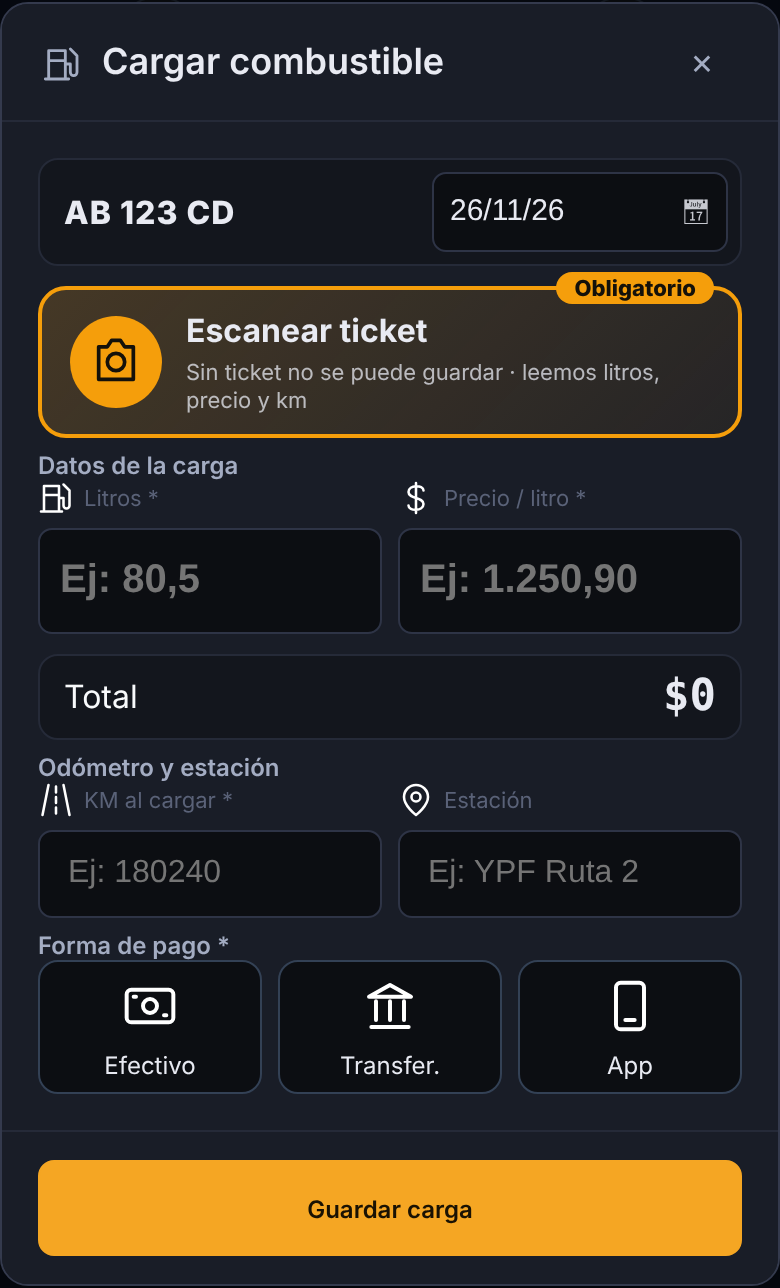 Cargar combustible
AB 123 CD
26/11/26
July
17
Obligatorio
Escanear ticket
Sin ticket no se puede guardar · leemos litros,
precio y km
Datos de la carga
Litros *
$ Precio / litro *
Ej: 80,5
Ej: 1.250,90
Total
$0
Odómetro y estación
KM al cargar *
Estación
Ej: 180240
Ej: YPF Ruta 2
Forma de pago *
Efectivo
Transfer.
App
Guardar carga